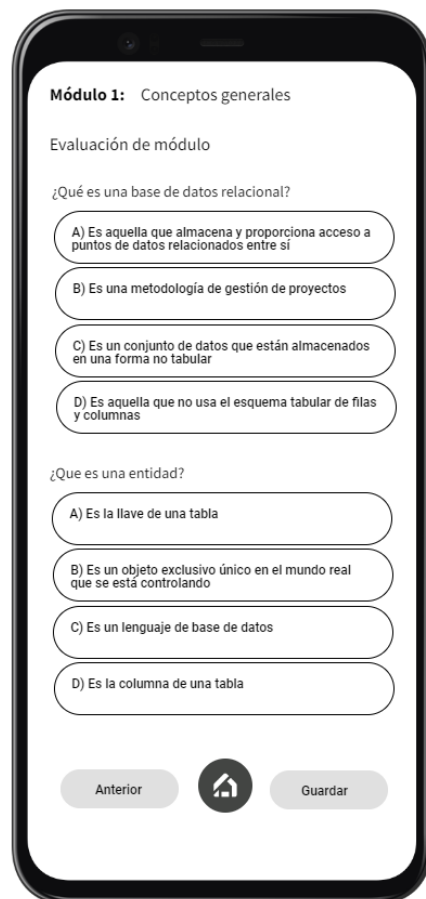 Módulo 1: Conceptos generales
Evaluación de módulo
¿Qué es una base de datos relacional?
A) Es aquella que almacena y proporciona acceso a
puntos de datos relacionados entre sí
B) Es una metodología de gestión de proyectos
C) Es un conjunto de datos que están almacenados
en una forma no tabular
D) Es aquella que no usa el esquema tabular de filas
y columnas
¿Que es una entidad?
A) Es la llave de una tabla
B) Es un objeto exclusivo único en el mundo real
que se está controlando
C) Es un lenguaje de base de datos
D) Es la columna de una tabla
Anterior
Guardar